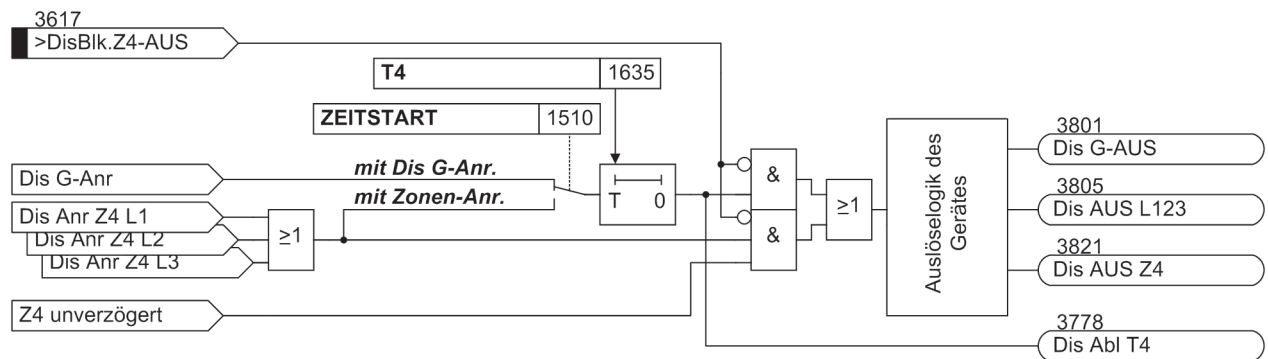 3617
>DisBlk.Z4-AUS
T4 1635
ZEITSTART 1510
Dis G-Anr
mit Dis G-Anr.
mit Zonen-Anr.
Dis Anr Z4 L1
Dis Anr Z4 L2
Dis Anr Z4 L3
≥1
T 0
&
&
≥1
Z4 unverzögert
Auslöselogik des
Gerätes
3801
Dis G-AUS
3805
Dis AUS L123
3821
Dis AUS Z4
3778
Dis Abl T4